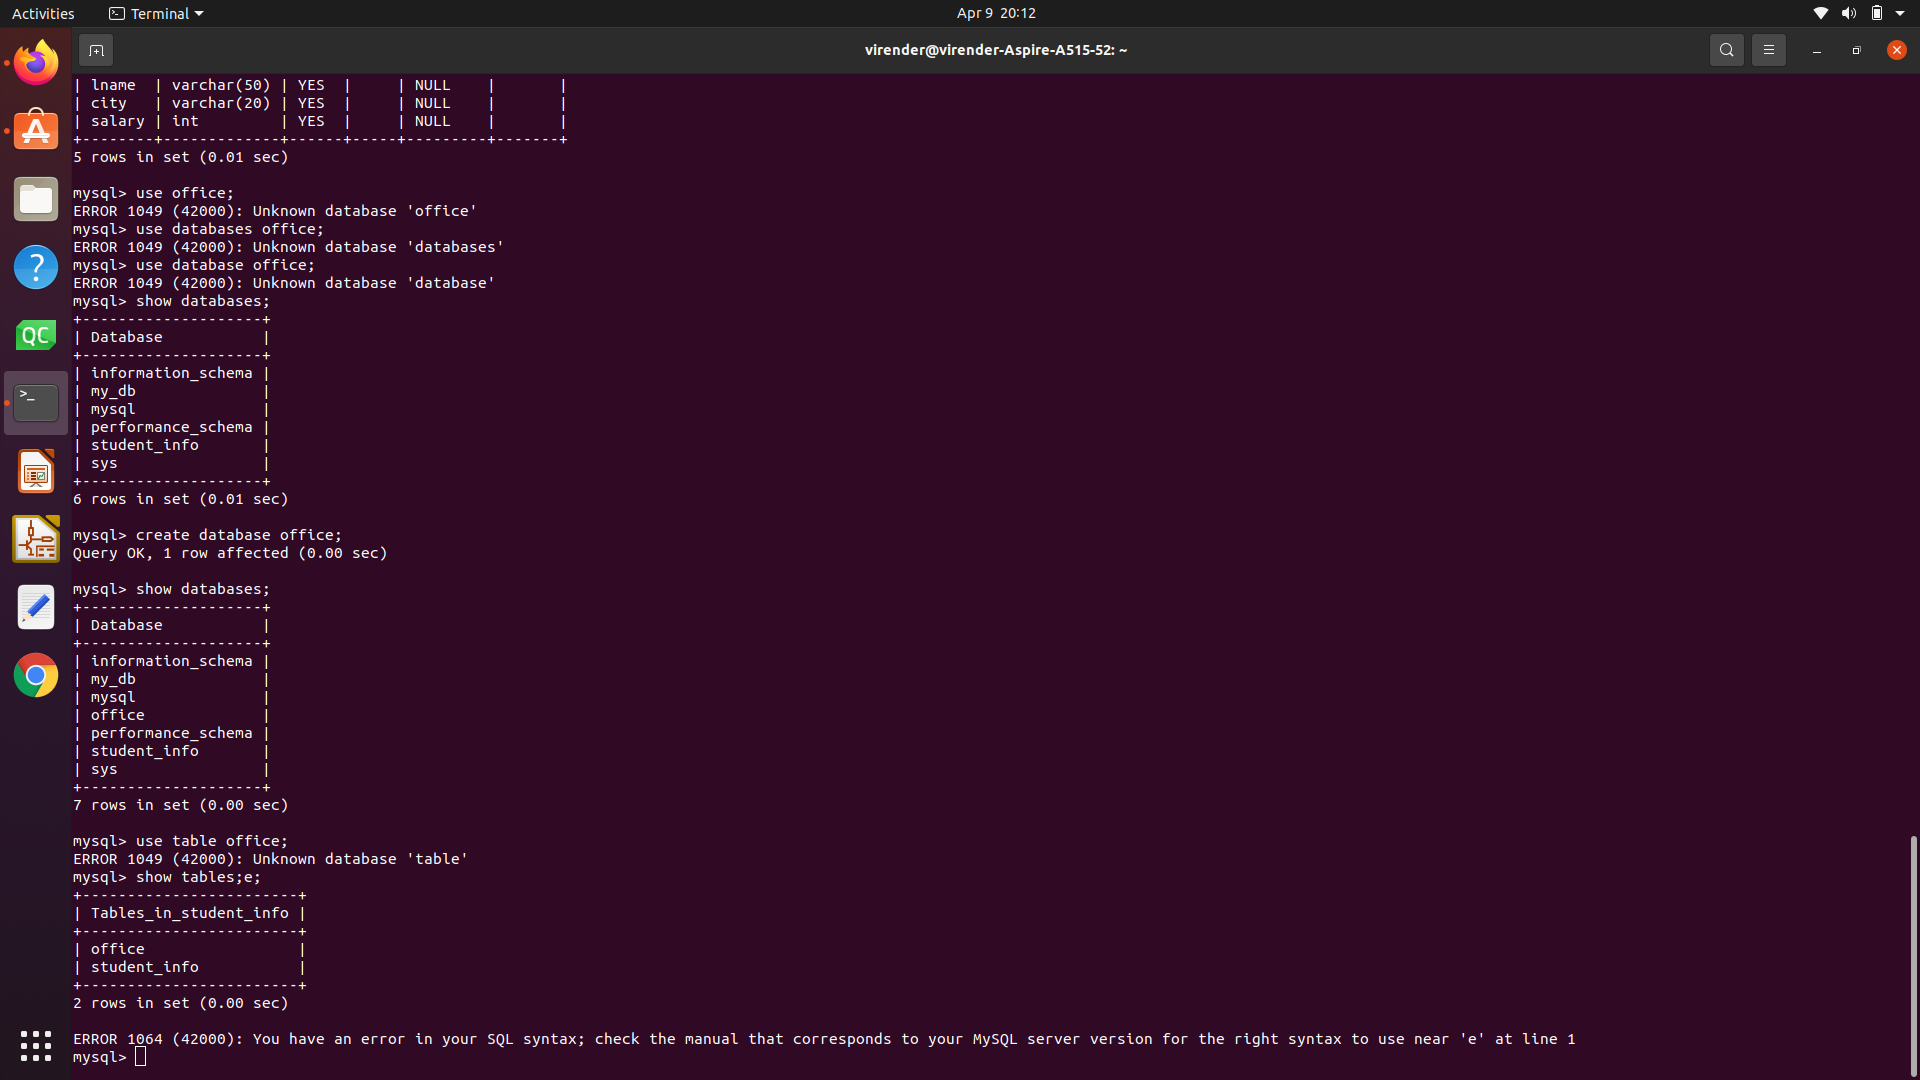 Activities Terminal Apr 9 20:12
virender@virender-Aspire-A515-52: ~
| lname  | varchar(50) | YES  |     | NULL    |       |
| city   | varchar(20) | YES  |     | NULL    |       |
| salary | int         | YES  |     | NULL    |       |
+--------+-------------+------+-----+---------+-------+
5 rows in set (0.01 sec)
mysql> use office;
ERROR 1049 (42000): Unknown database 'office'
mysql> use databases office;
ERROR 1049 (42000): Unknown database 'databases'
mysql> use database office;
ERROR 1049 (42000): Unknown database 'database'
mysql> show databases;
+--------------------+
| Database           |
+--------------------+
| information_schema |
| my_db              |
| mysql              |
| performance_schema |
| student_info       |
| sys                |
+--------------------+
6 rows in set (0.01 sec)
mysql> create database office;
Query OK, 1 row affected (0.00 sec)
mysql> show databases;
+--------------------+
| Database           |
+--------------------+
| information_schema |
| my_db              |
| mysql              |
| office             |
| performance_schema |
| student_info       |
| sys                |
+--------------------+
7 rows in set (0.00 sec)
mysql> use table office;
ERROR 1049 (42000): Unknown database 'table'
mysql> show tables;e;
+------------------------+
| Tables_in_student_info |
+------------------------+
| office                 |
| student_info           |
+------------------------+
2 rows in set (0.00 sec)
ERROR 1064 (42000): You have an error in your SQL syntax; check the manual that corresponds to your MySQL server version for the right syntax to use near 'e' at line 1
mysql>
QC
>_
?